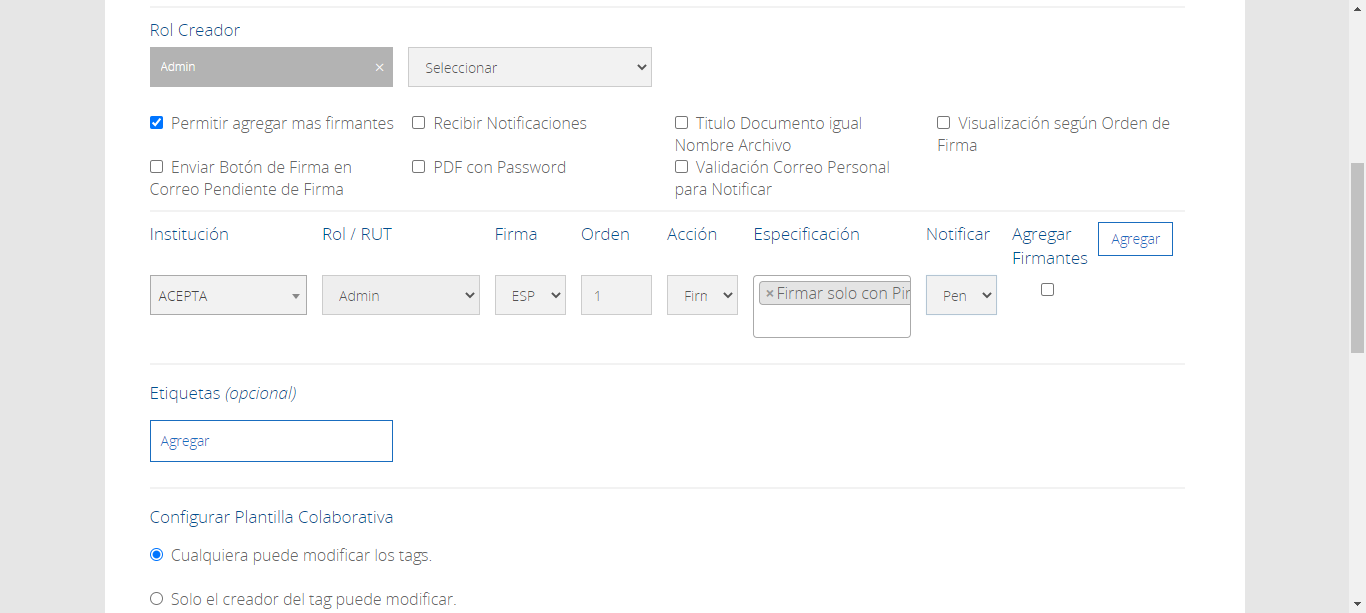 Rol Creador
Admin × Seleccionar
Permitir agregar mas firmantes
Recibir Notificaciones
Titulo Documento igual
Nombre Archivo
Visualización según Orden de
Firma
Enviar Botón de Firma en
Correo Pendiente de Firma
PDF con Password
Validación Correo Personal
para Notificar
Institución Rol / RUT Firma Orden Acción Especificación Notificar Agregar
Firmantes
Agregar
ACEPTA Admin ESP 1 Firn ×Firmar solo con Pir Pen
Etiquetas (opcional)
Agregar
Configurar Plantilla Colaborativa
Cualquiera puede modificar los tags.
Solo el creador del tag puede modificar.